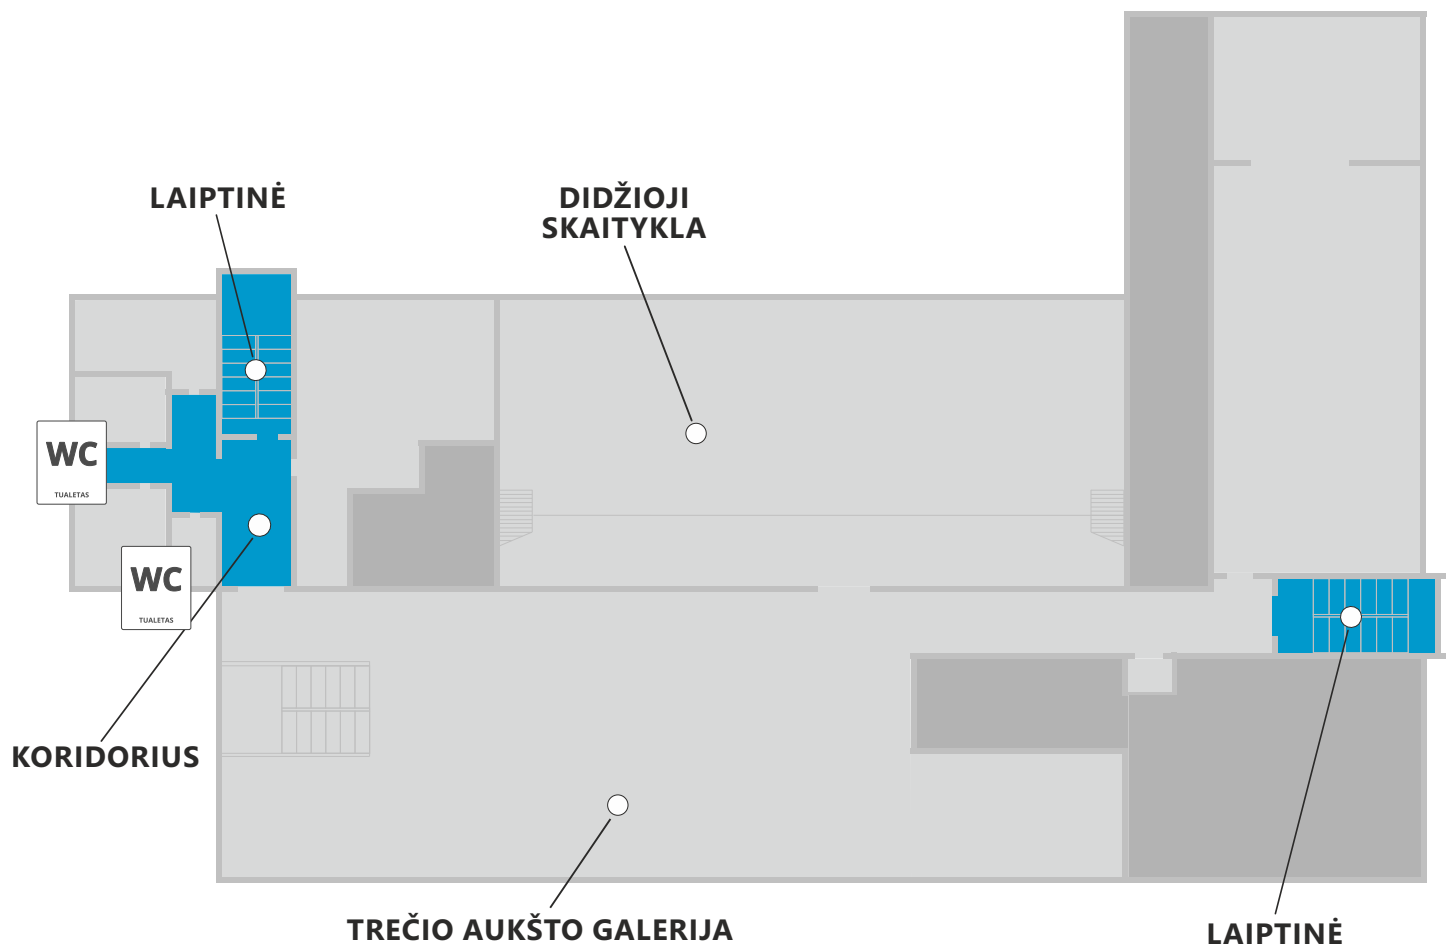 LAIPTINĖ
DIDŽIOJI
SKAITYKLA
WC
TUALETAS
WC
TUALETAS
KORIDORIUS
TREČIO AUKŠTO GALERIJA
LAIPTINĖ